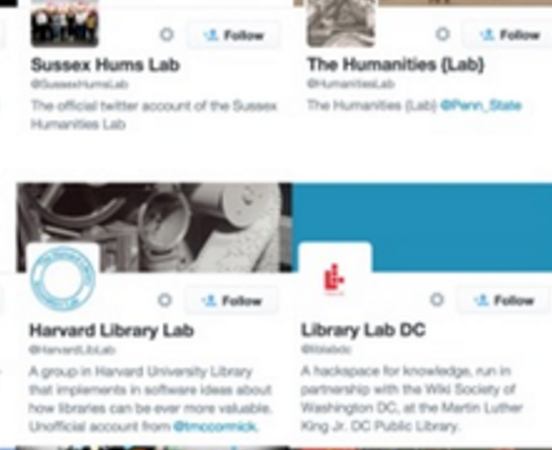 Follow
Sussex Hums Lab
@SussexHumsLab
The official twitter account of the Sussex
Humanities Lab
Follow
The Humanities {Lab}
@HumanitiesLab
The Humanities {Lab} @Penn_State
Follow
Harvard Library Lab
@HarvardLibLab
A group in Harvard University Library
that implements in software ideas about
how libraries can be ever more valuable.
Unofficial account from @tmccormick.
Follow
Library Lab DC
@liblabdc
A hackspace for knowledge, run in
partnership with the Wiki Society of
Washington DC, at the Martin Luther
King Jr. DC Public Library.